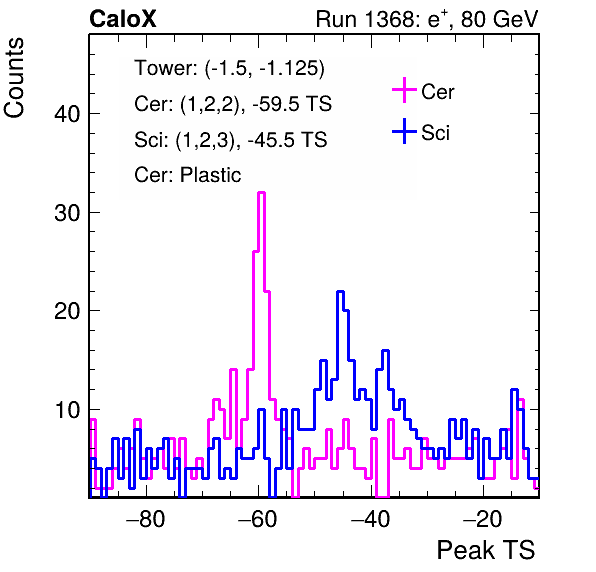 CaloX Run 1368: e+, 80 GeV
Counts
Tower: (-1.5, -1.125)
Cer: (1,2,2), -59.5 TS
Sci: (1,2,3), -45.5 TS
Cer: Plastic
Cer
Sci
40
30
20
10
−80 −60 −40 −20
Peak TS